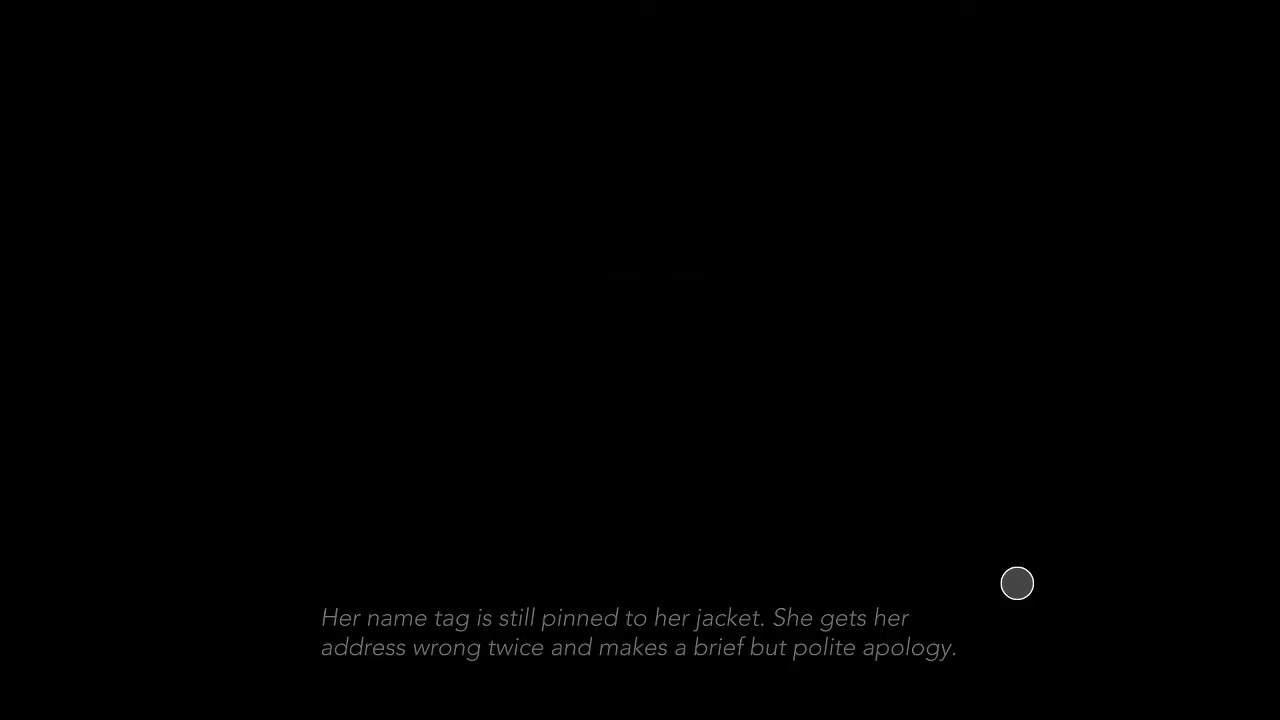 Her name tag is still pinned to her jacket. She gets her
address wrong twice and makes a brief but polite apology.